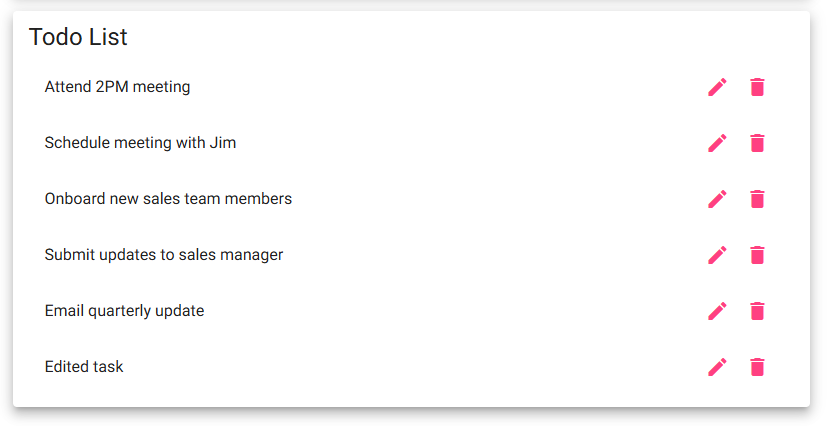 Todo List
Attend 2PM meeting
Schedule meeting with Jim
Onboard new sales team members
Submit updates to sales manager
Email quarterly update
Edited task